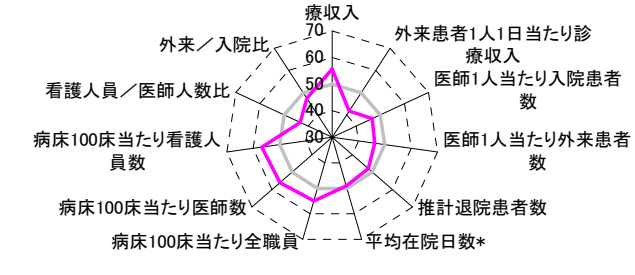 療収入
外来患者1人1日当たり診
療収入
医師1人当たり入院患者
数
医師1人当たり外来患者
数
推計退院患者数
平均在院日数*
病床100床当たり全職員
病床100床当たり医師数
病床100床当たり看護人
員数
看護人員／医師人数比
外来／入院比
70
60
50
40
30